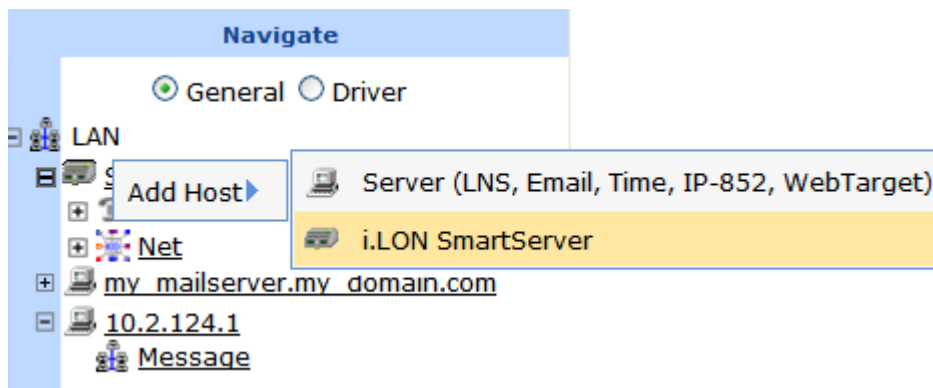 Navigate
General Driver
LAN
Add Host
Server (LNS, Email, Time, IP-852, WebTarget)
i.LON SmartServer
Net
my_mailserver.my_domain.com
10.2.124.1
Message